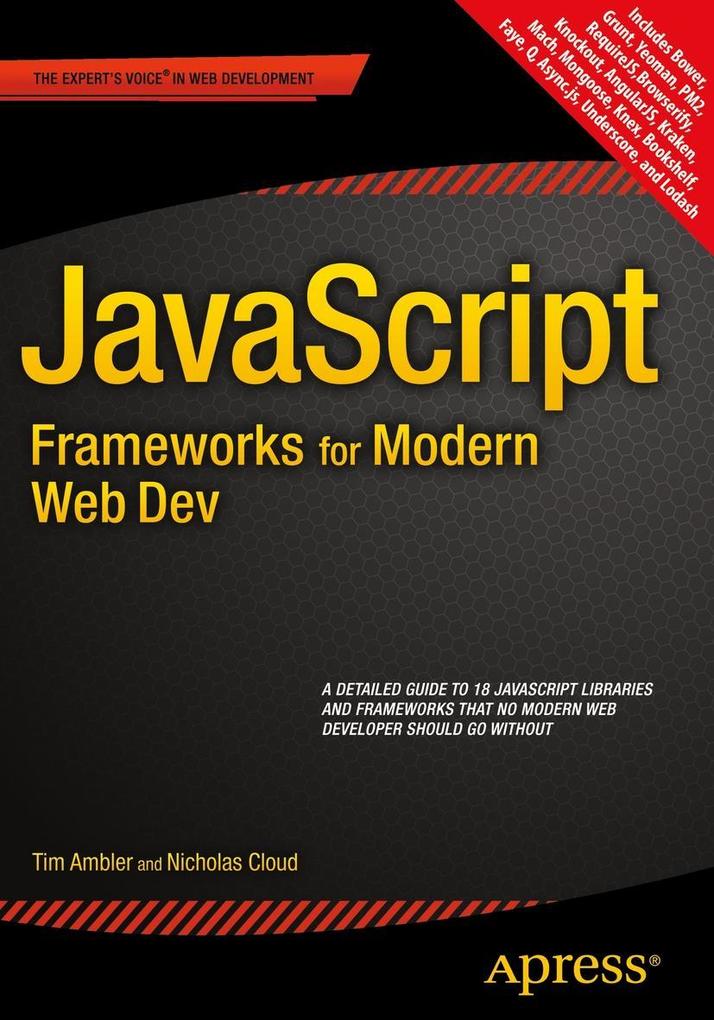 THE EXPERT'S VOICE® IN WEB DEVELOPMENT
Includes Bower,
Grunt, Yeoman, PM2,
RequireJS, Browserify,
Knockout, AngularJS, Kraken,
Mach, Mongoose, Knex, Bookshelf,
Faye, Q, Async.js, Underscore, and Lodash
JavaScript
Frameworks for Modern
Web Dev
A DETAILED GUIDE TO 18 JAVASCRIPT LIBRARIES
AND FRAMEWORKS THAT NO MODERN WEB
DEVELOPER SHOULD GO WITHOUT
Tim Ambler and Nicholas Cloud
Apress®